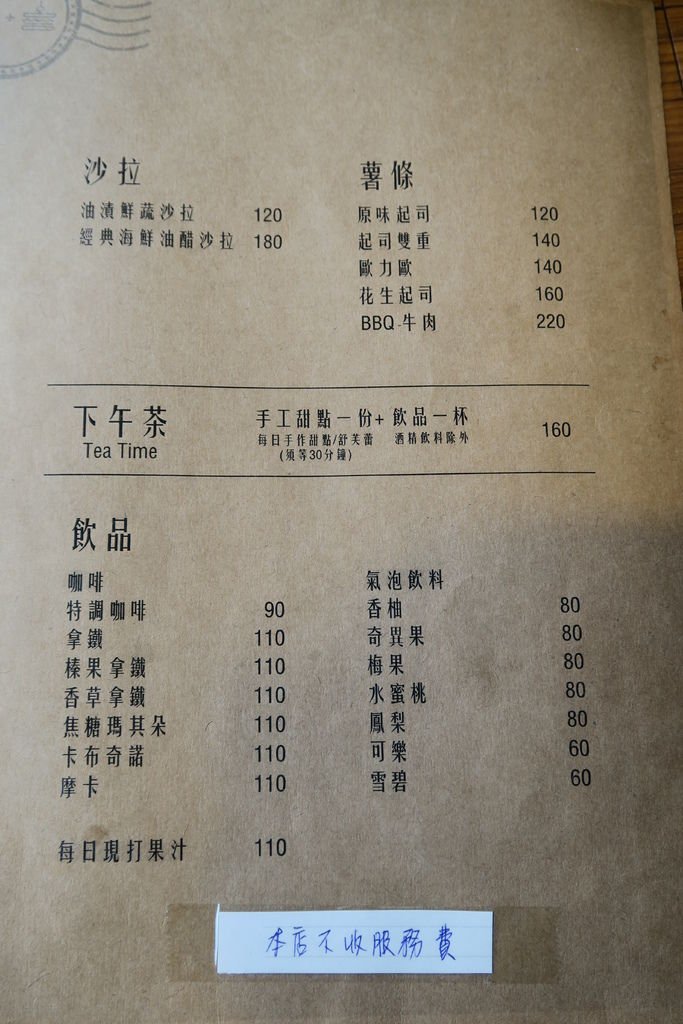 沙拉
油漬鮮蔬沙拉 120
經典海鮮油醋沙拉 180
薯條
原味起司 120
起司雙重 140
歐力歐 140
花生起司 160
BBQ 牛肉 220
下午茶
Tea Time
手工甜點一份+ 飲品一杯
每日手作甜點/舒芙蕾 酒精飲料除外
(須等30分鐘)
160
飲品
咖啡
特調咖啡 90
拿鐵 110
榛果拿鐵 110
香草拿鐵 110
焦糖瑪其朵 110
卡布奇諾 110
摩卡 110
每日現打果汁 110
氣泡飲料
香柚 80
奇異果 80
梅果 80
水蜜桃 80
鳳梨 80
可樂 60
雪碧 60
本店不收服務費